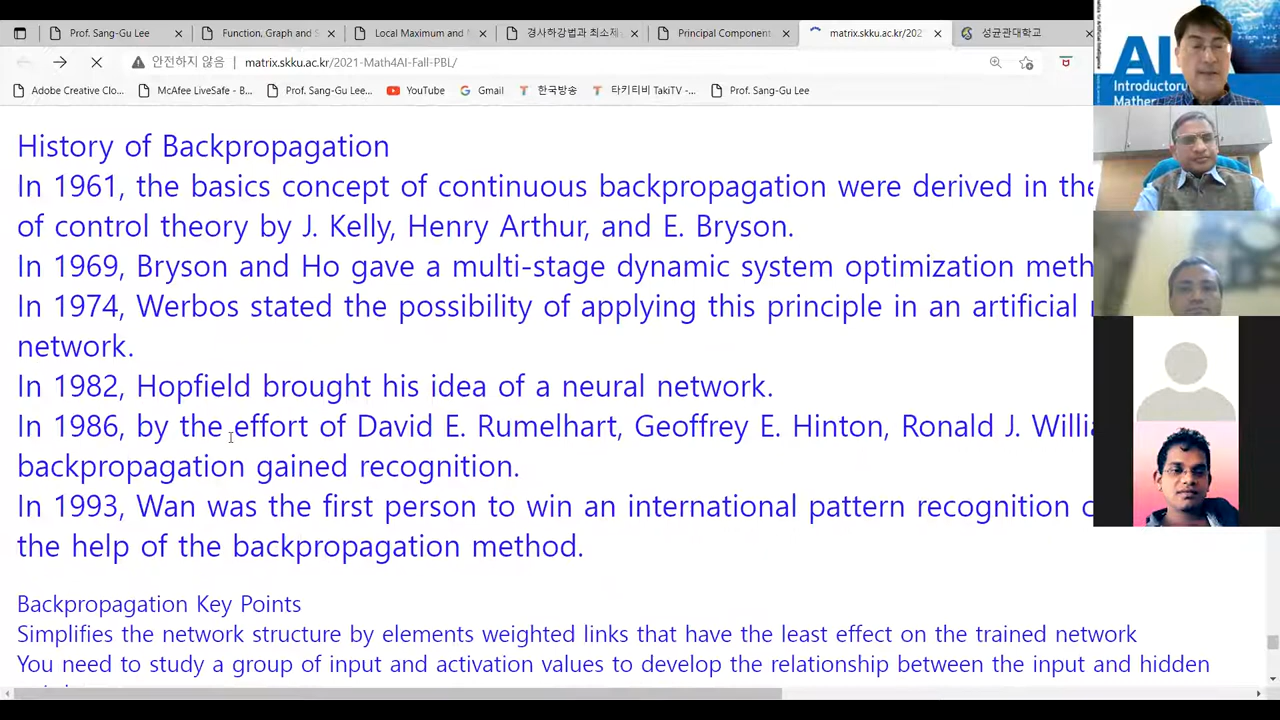 Prof. Sang-Gu Lee
Function, Graph and
Local Maximum and
경사하강법과 최소제
Principal Component
matrix.skku.ac.kr/202
성균관대학교
안전하지 않음
matrix.skku.ac.kr/2021-Math4AI-Fall-PBL/
Adobe Creative Clo...
McAfee LiveSafe - B...
Prof. Sang-Gu Lee...
YouTube
Gmail
한국방송
타키티비 TakiTV -...
Prof. Sang-Gu Lee
Introductory
History of Backpropagation
In 1961, the basics concept of continuous backpropagation were derived in the
of control theory by J. Kelly, Henry Arthur, and E. Bryson.
In 1969, Bryson and Ho gave a multi-stage dynamic system optimization meth
In 1974, Werbos stated the possibility of applying this principle in an artificial
network.
In 1982, Hopfield brought his idea of a neural network.
In 1986, by the effort of David E. Rumelhart, Geoffrey E. Hinton, Ronald J. Willia
backpropagation gained recognition.
In 1993, Wan was the first person to win an international pattern recognition
the help of the backpropagation method.
Backpropagation Key Points
Simplifies the network structure by elements weighted links that have the least effect on the trained network
You need to study a group of input and activation values to develop the relationship between the input and hidden